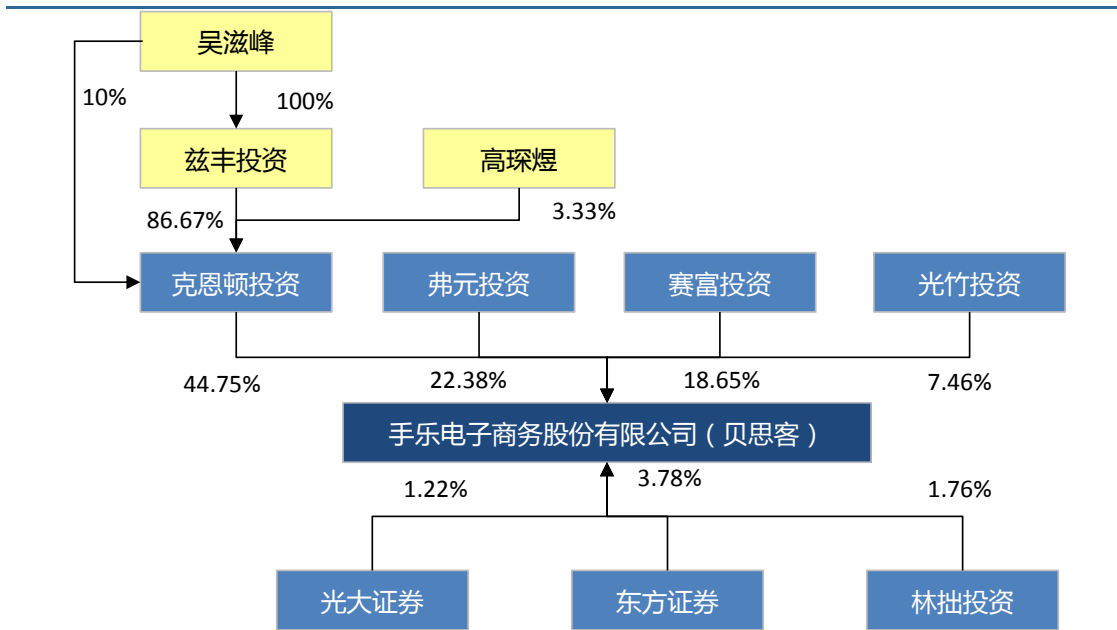 吴滋峰
10%
100%
兹丰投资
高琛煜
86.67%
3.33%
克恩顿投资
弗元投资
赛富投资
光竹投资
44.75%
22.38%
18.65%
7.46%
手乐电子商务股份有限公司（贝思客）
1.22%
3.78%
1.76%
光大证券
东方证券
林拙投资